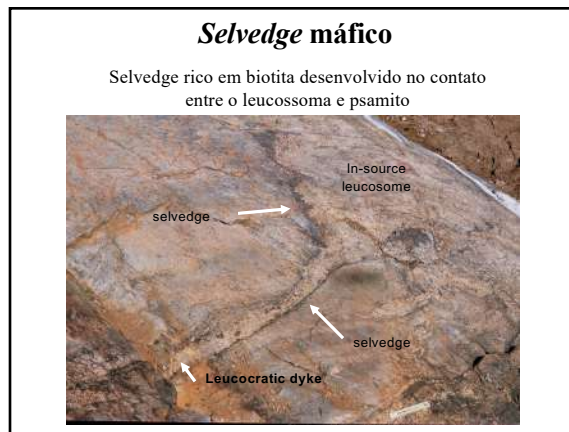 Selvedge máfico
Selvedge rico em biotita desenvolvido no contato
entre o leucossoma e psamito
In-source
leucosome
selvedge
selvedge
Leucocratic dyke